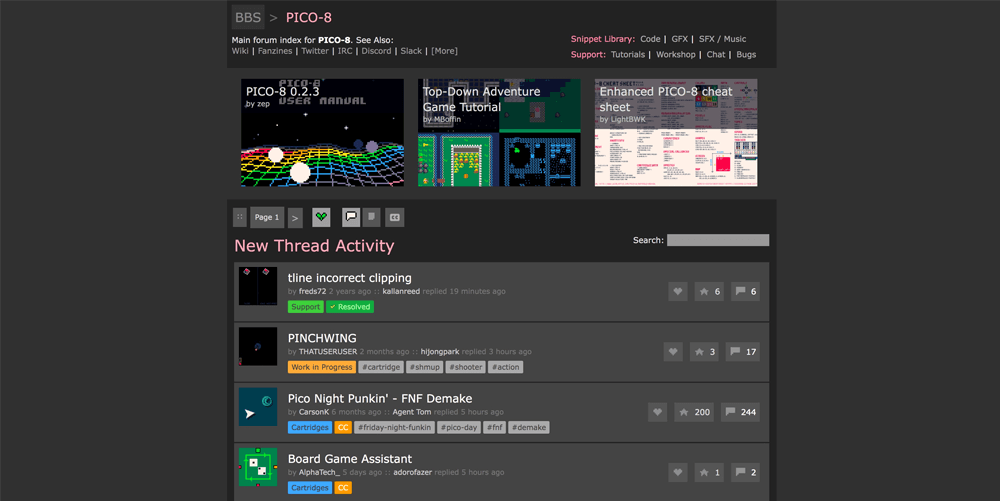 BBS > PICO-8
Main forum index for PICO-8. See Also:
Wiki | Fanzines | Twitter | IRC | Discord | Slack | [More]
Snippet Library: Code | GFX | SFX / Music
Support: Tutorials | Workshop | Chat | Bugs
PICO-8
USER MANUAL
PICO-8 0.2.3
by zep
Top-Down Adventure
Game Tutorial
by MBoffin
Enhanced PICO-8 cheat
sheet
by LightBWK
Page 1 >
CC
New Thread Activity
Search:
tline incorrect clipping
by freds72 2 years ago :: kallanreed replied 19 minutes ago
Support ✓ Resolved
6 6
PINCHWING
by THATUSERUSER 2 months ago :: hijongpark replied 3 hours ago
Work in Progress #cartridge #shmup #shooter #action
3 17
Pico Night Punkin' - FNF Demake
by CarsonK 6 months ago :: Agent Tom replied 5 hours ago
Cartridges CC #friday-night-funkin #pico-day #fnf #demake
200 244
Board Game Assistant
by AlphaTech_ 5 days ago :: adorofazer replied 5 hours ago
Cartridges CC
1 2